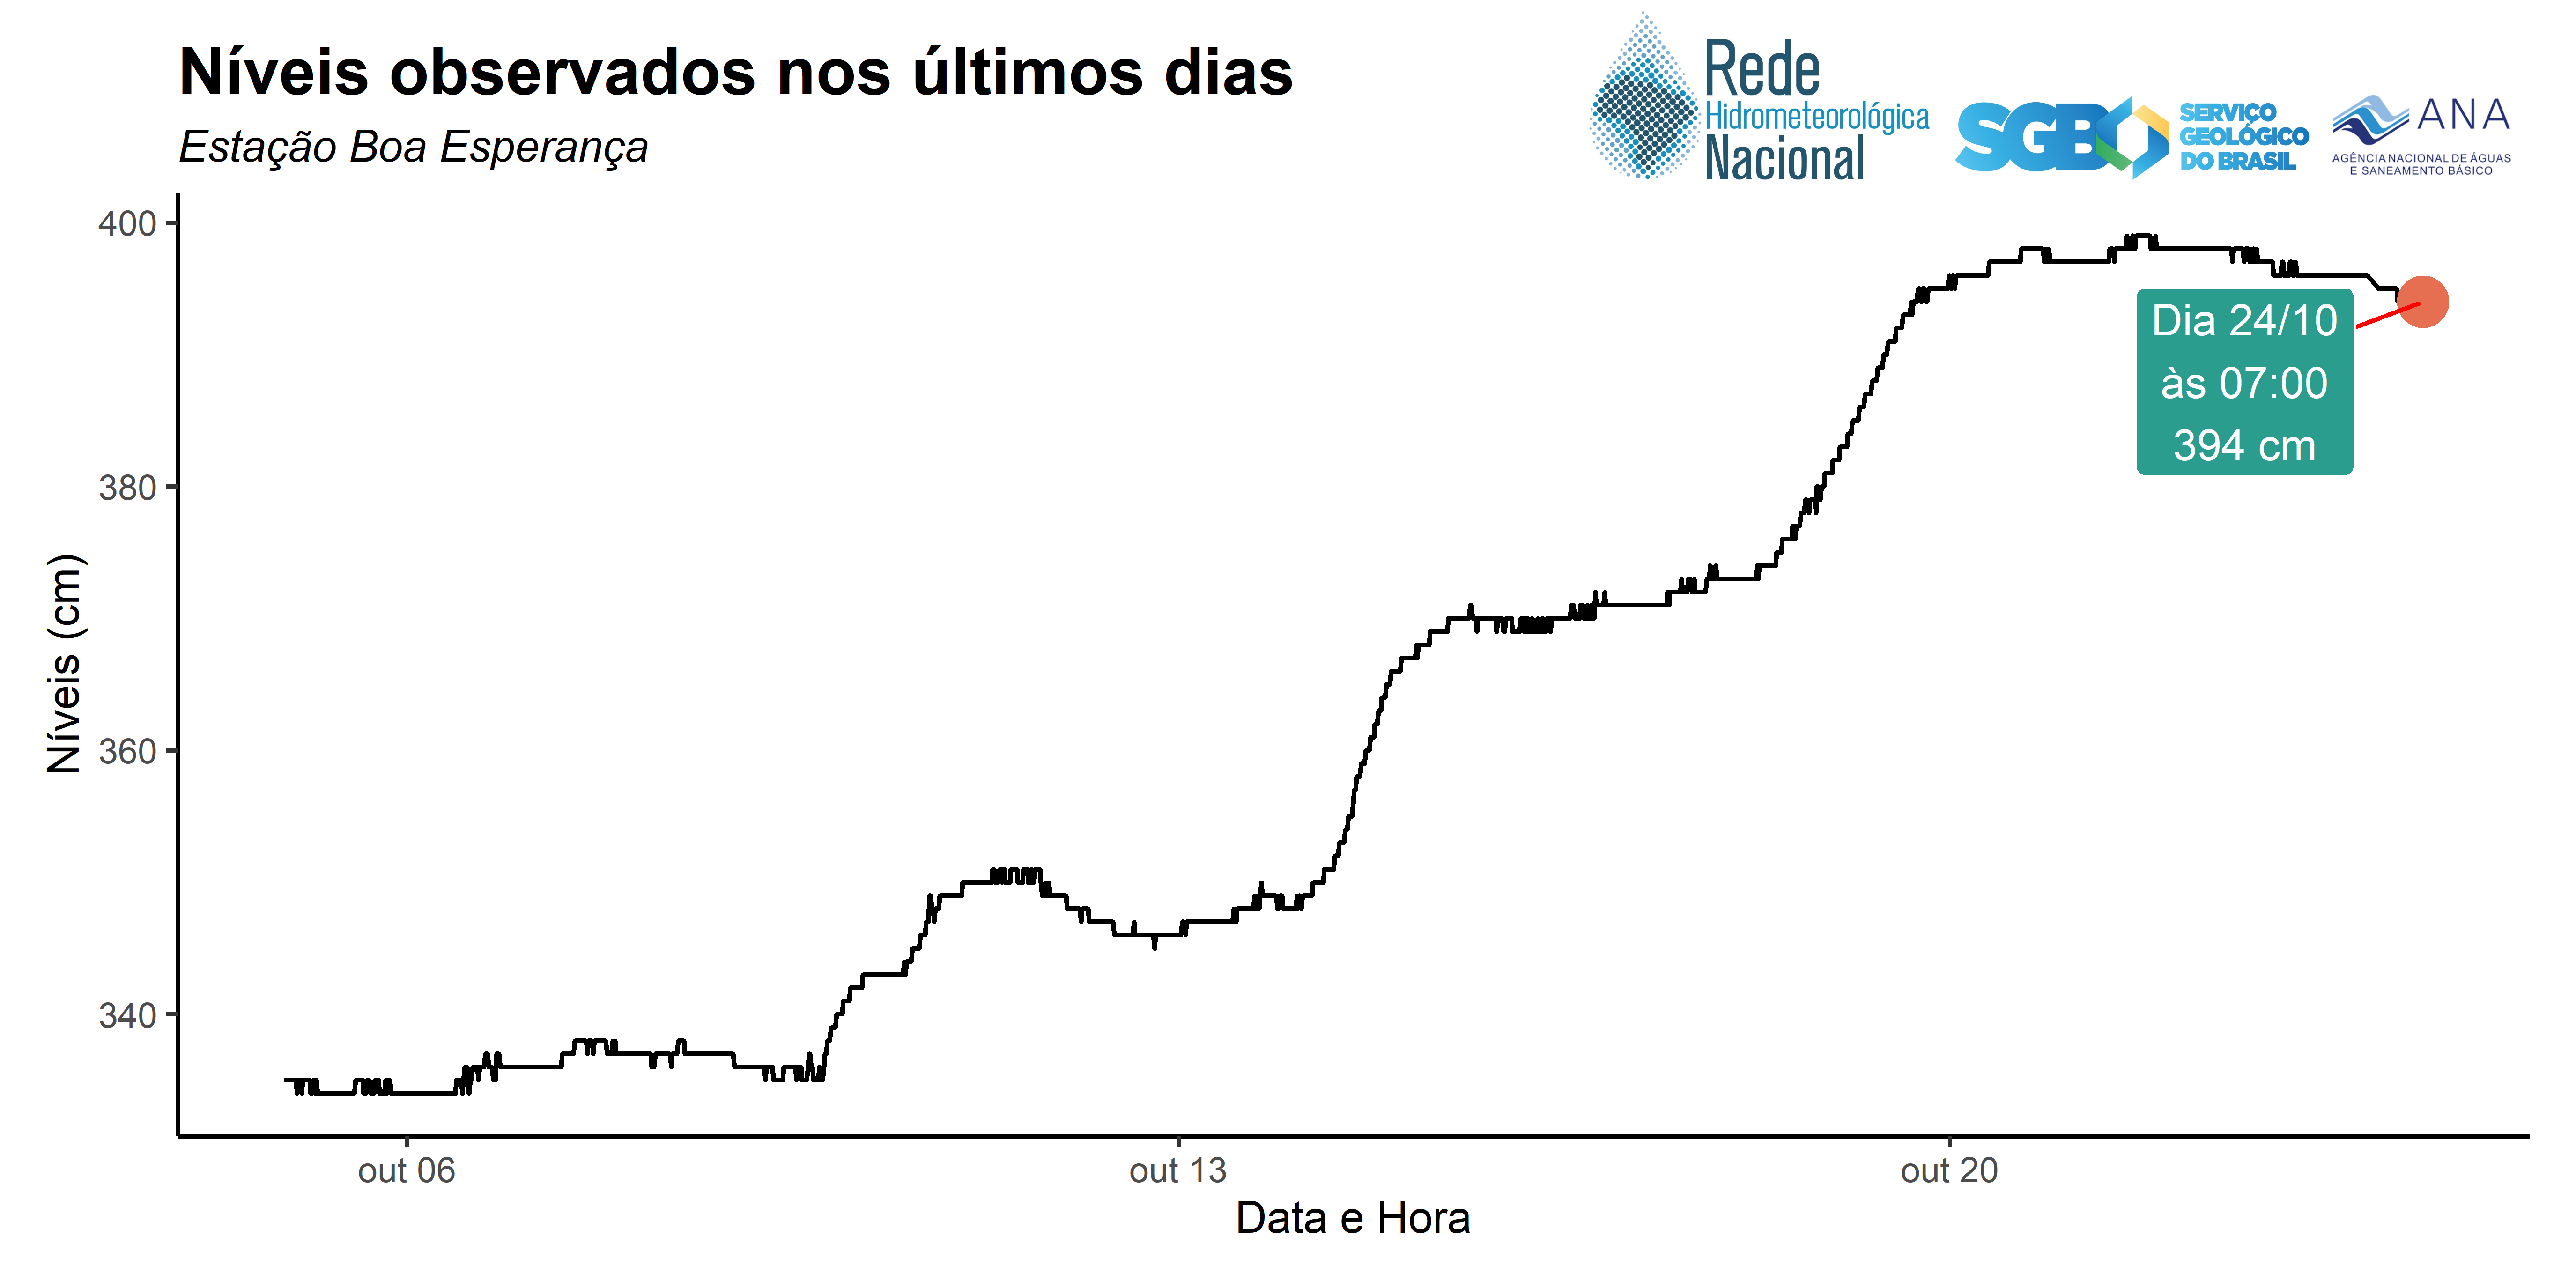 Níveis observados nos últimos dias
Estação Boa Esperança
Rede
Hidrometeorológica
Nacional
SGB
SERVIÇO
GEOLÓGICO
DO BRASIL
ANA
AGÊNCIA NACIONAL DE ÁGUAS
E SANEAMENTO BÁSICO
400
380
360
340
Níveis (cm)
Dia 24/10
às 07:00
394 cm
out 06
out 13
out 20
Data e Hora